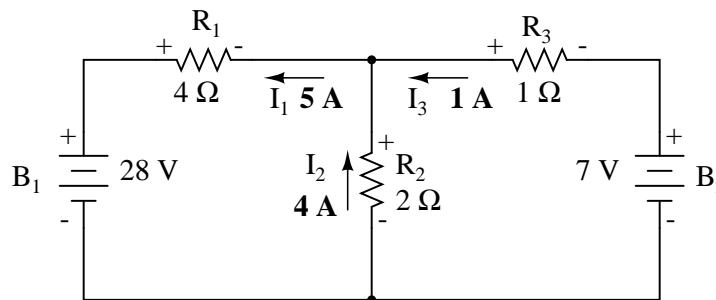 R1
R3
+ - + -
4 Ω I1 5 A I3 1 A 1 Ω
+ + +
B1 28 V I2 R2 7 V B
4 A 2 Ω
- - -